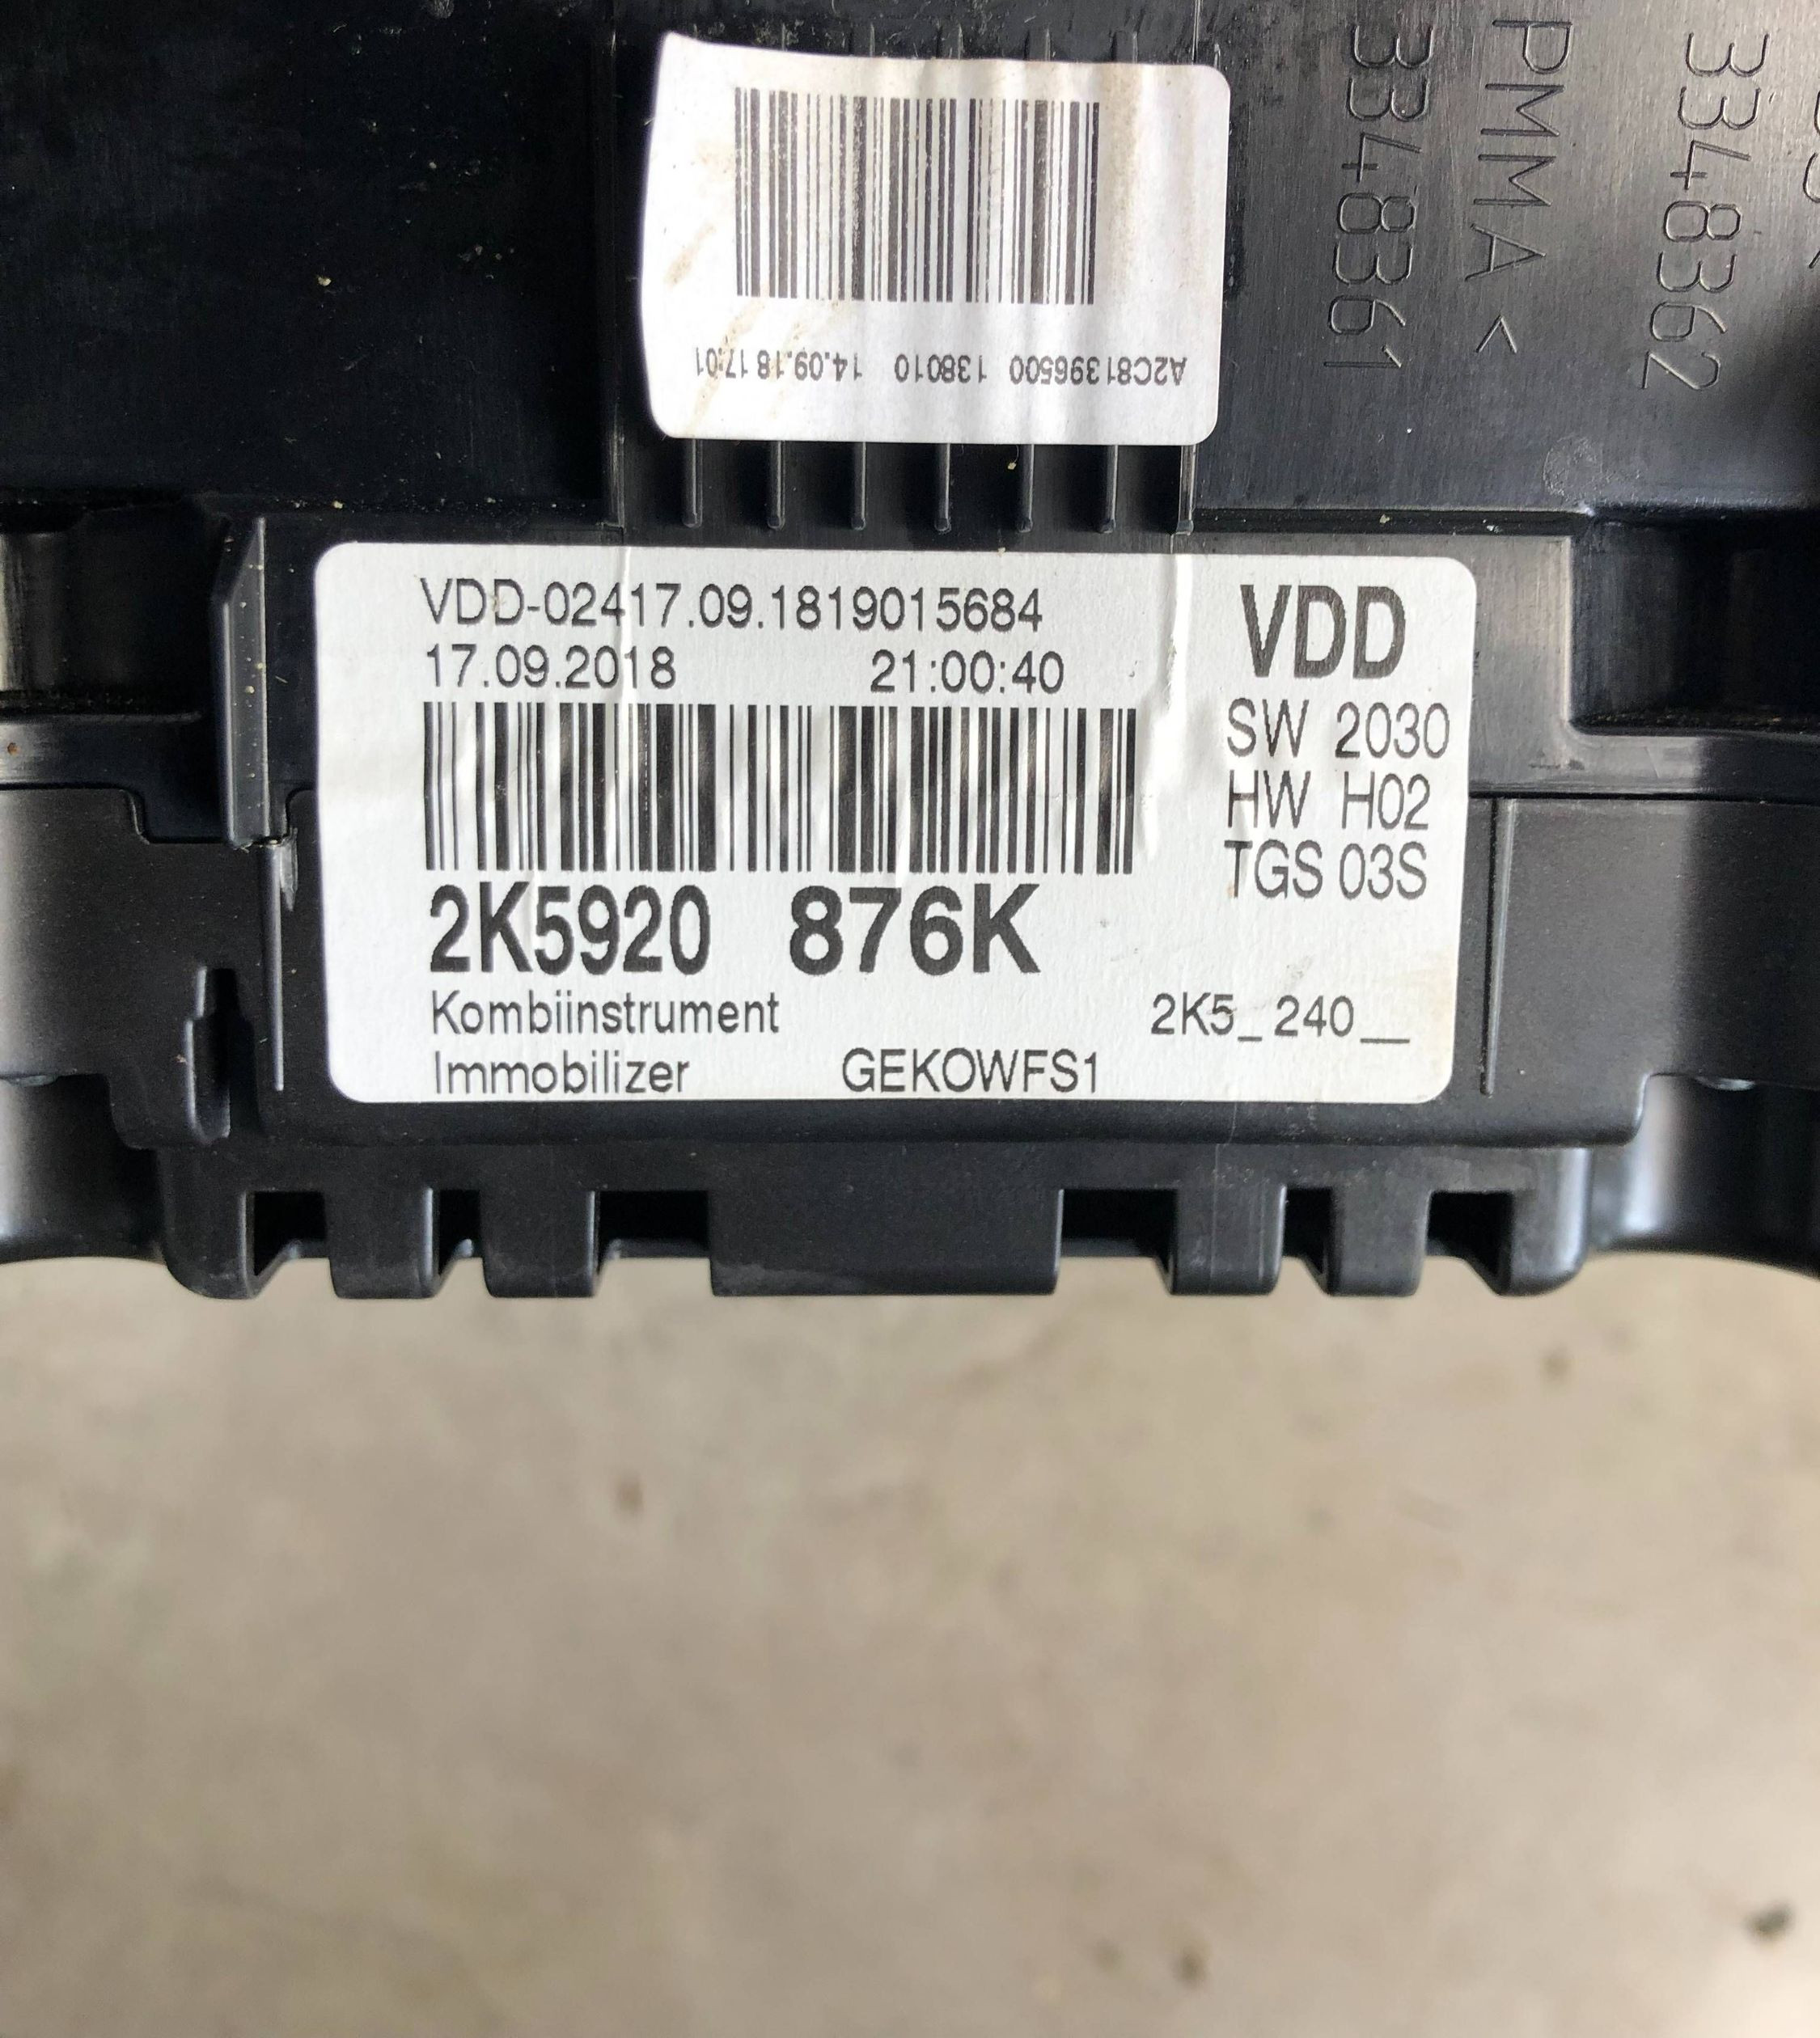 A2C81396500 138010 14.09.18 17:01
3348361
PMMA <
3348362
VDD-02417.09.1819015684
17.09.2018 21:00:40
VDD
SW 2030
HW H02
TGS 03S
2K5920 876K
Kombiinstrument 2K5_240__
Immobilizer GEKOWFS1